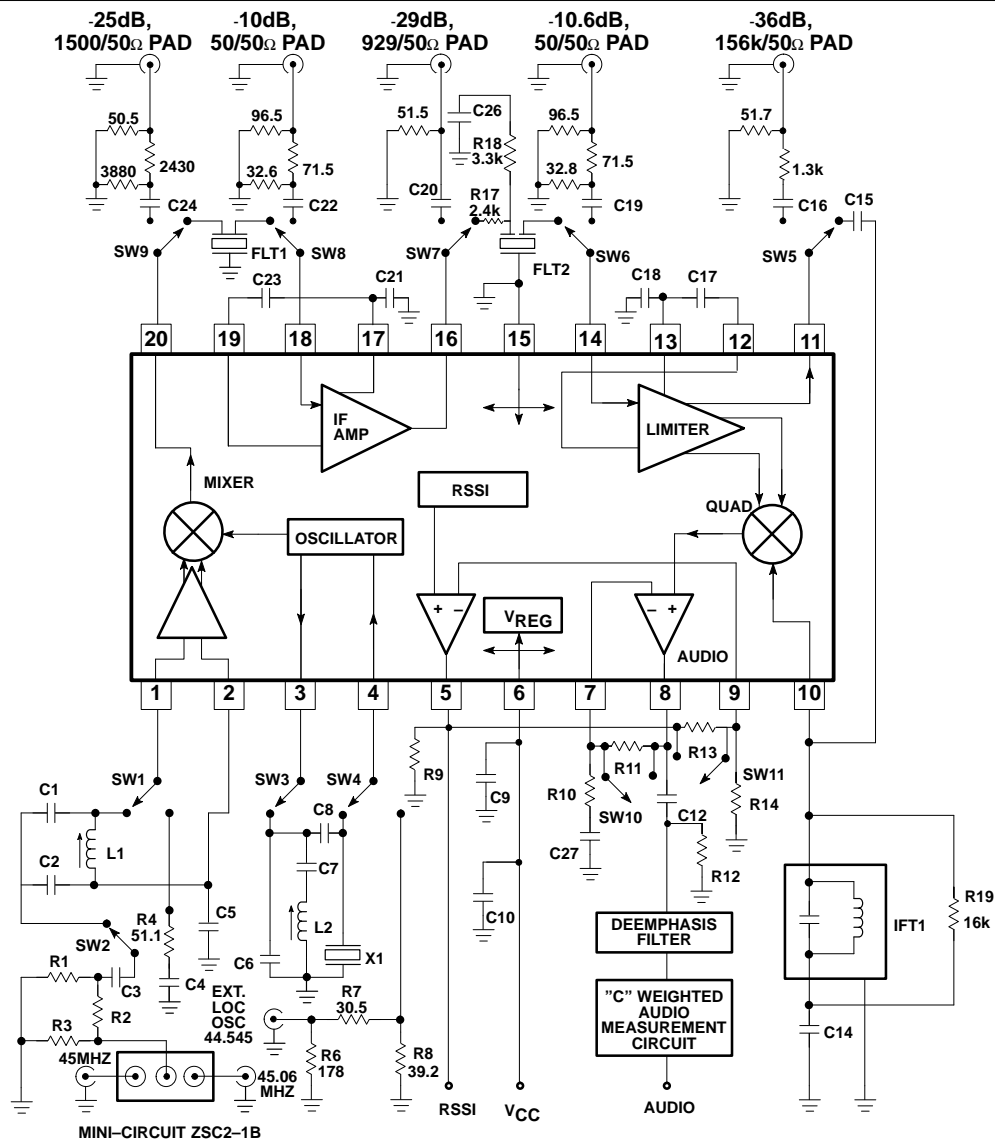 -25dB, -10dB, -29dB, -10.6dB, -36dB,
1500/50Ω PAD 50/50Ω PAD 929/50Ω PAD 50/50Ω PAD 156k/50Ω PAD
50.5 96.5 51.5 C26 96.5 51.7
R18
3.3k
2430 71.5 71.5 1.3k
3880 32.6 32.8
C24 C22 C20 R17 C19 C16 C15
2.4k
SW9 FLT1 SW8 SW7 FLT2 SW6 SW5
C23 C21 C18 C17
20 19 18 17 16 15 14 13 12 11
IF
AMP
LIMITER
MIXER
RSSI
QUAD
OSCILLATOR
+ – VREG – +
AUDIO
1 2 3 4 5 6 7 8 9 10
SW1 SW3 SW4 R9 C9 R10 R11 R13 SW11
R14
SW10
C1 C8 C12
L1 C7 C27 R12
C2
R4
51.1
C5 L2 C10 R19
16k
SW2 C6 X1 DEEMPHASIS
FILTER
IFT1
R1 C3 C4
EXT.
LOC
OSC
44.545
R7
30.5
"C" WEIGHTED
AUDIO
MEASUREMENT
CIRCUIT
C14
R2
R3
R6
178
R8
39.2
45MHZ 45.06
MHZ
RSSI VCC AUDIO
MINI–CIRCUIT ZSC2–1B